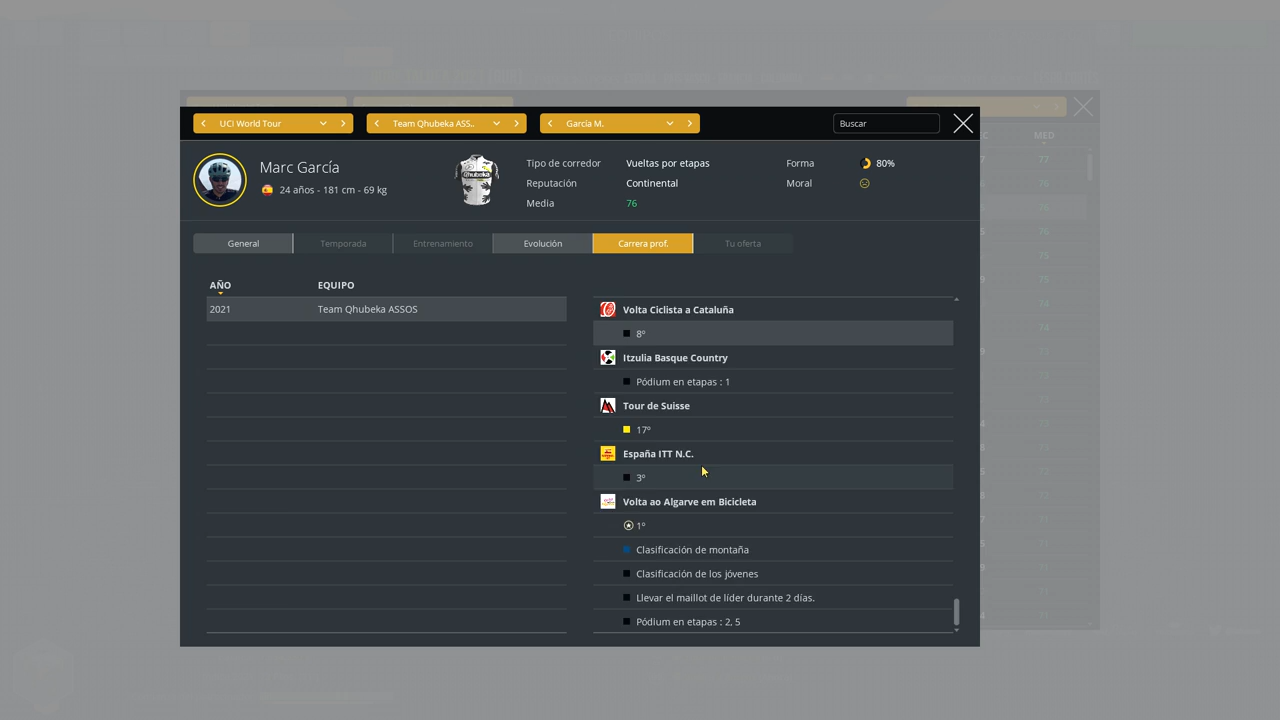 UCI World Tour
Team Qhubeka ASS..
García M.
Buscar
Marc García
24 años - 181 cm - 69 kg
Qhubeka
Tipo de corredor Vueltas por etapas
Reputación Continental
Media 76
Forma 80%
Moral
General Temporada Entrenamiento Evolución Carrera prof. Tu oferta
AÑO EQUIPO
2021 Team Qhubeka ASSOS
Volta Ciclista a Cataluña
8º
Itzulia Basque Country
Pódium en etapas : 1
Tour de Suisse
17º
España ITT N.C.
3º
Volta ao Algarve em Bicicleta
1º
Clasificación de montaña
Clasificación de los jóvenes
Llevar el maillot de líder durante 2 días.
Pódium en etapas : 2, 5
MED
77